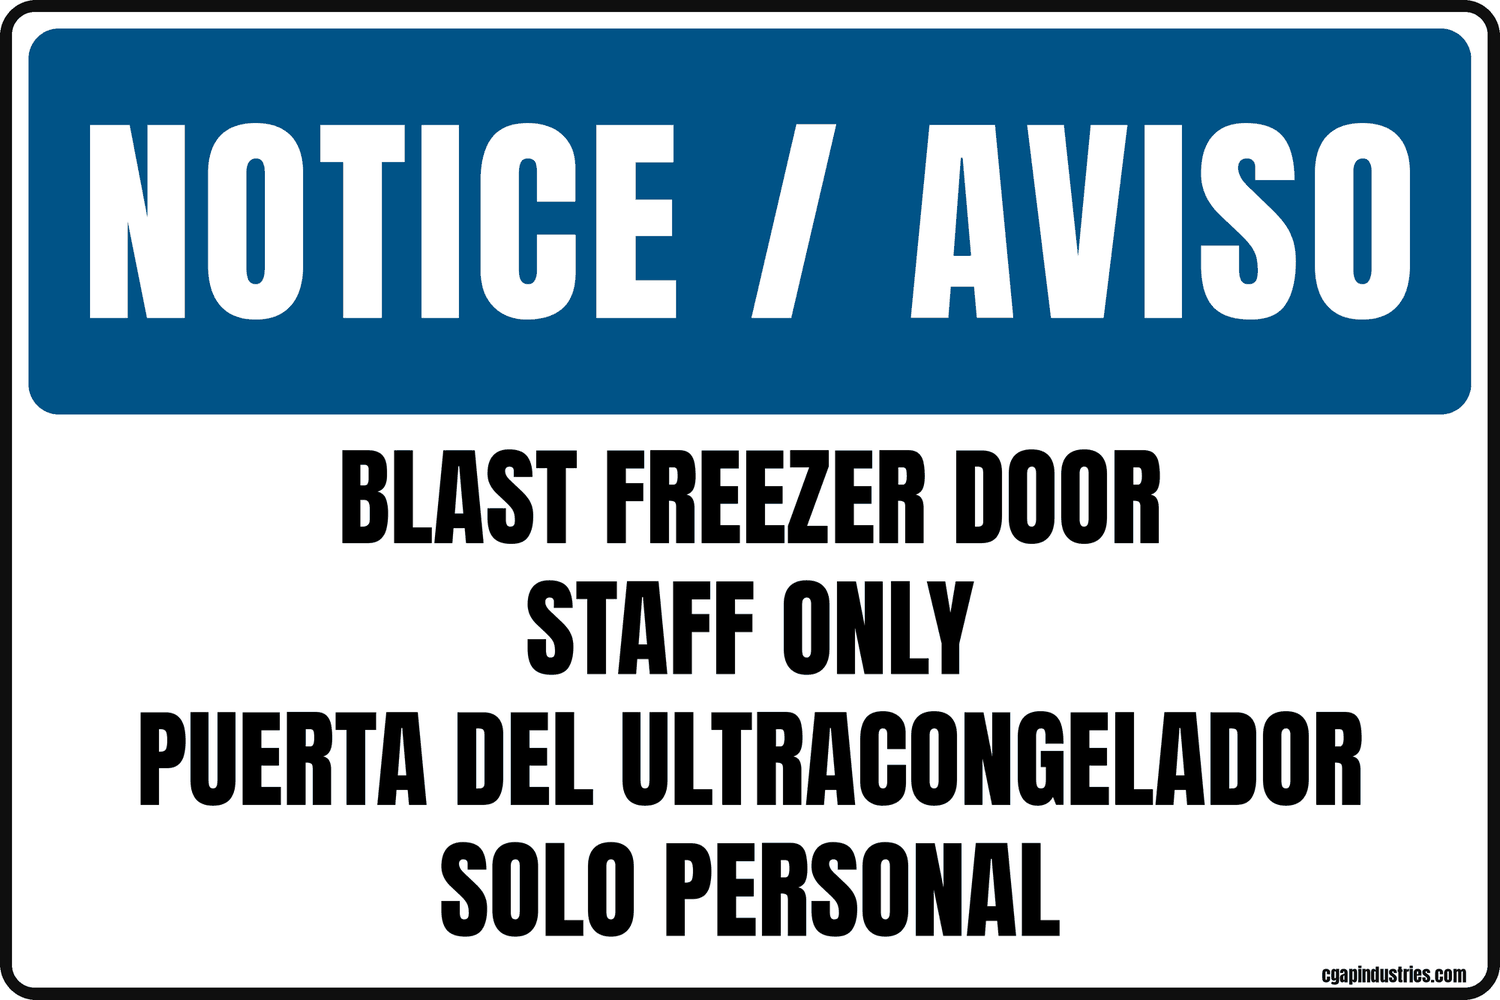 NOTICE / AVISO
BLAST FREEZER DOOR
STAFF ONLY
PUERTA DEL ULTRACONGELADOR
SOLO PERSONAL
cgapindustries.com